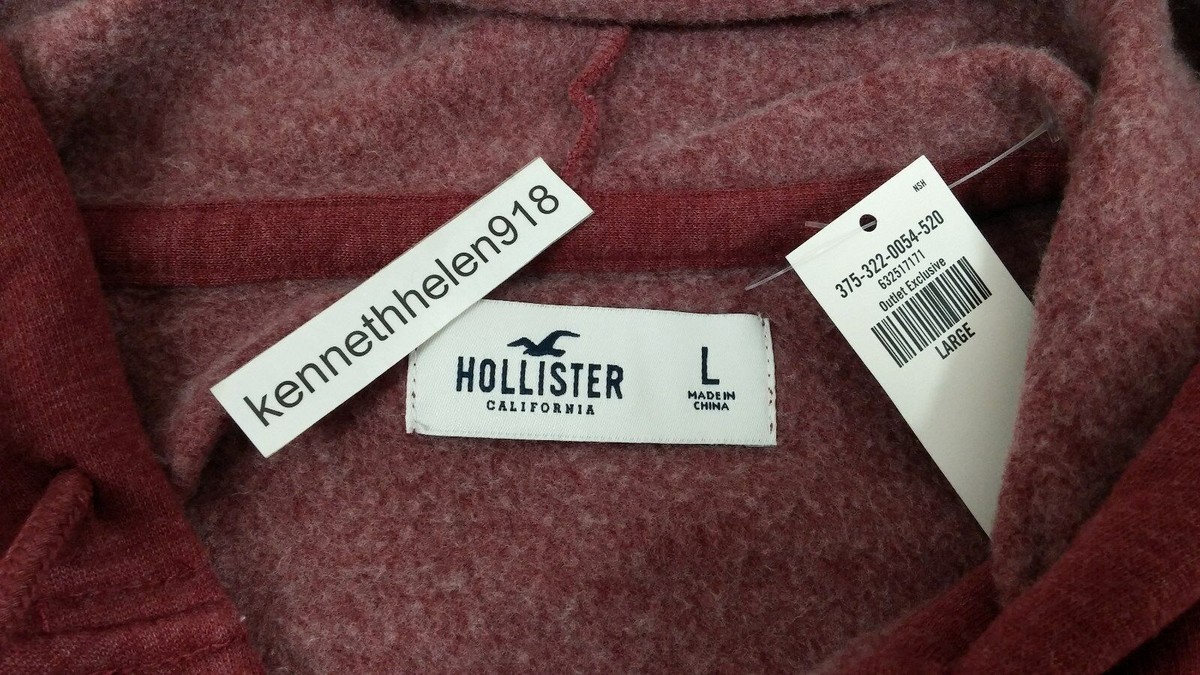 kennethhelen918
HOLLISTER
CALIFORNIA
L
MADE IN
CHINA
NSH
375-322-0054-520
632517171
Outlet Exclusive
LARGE